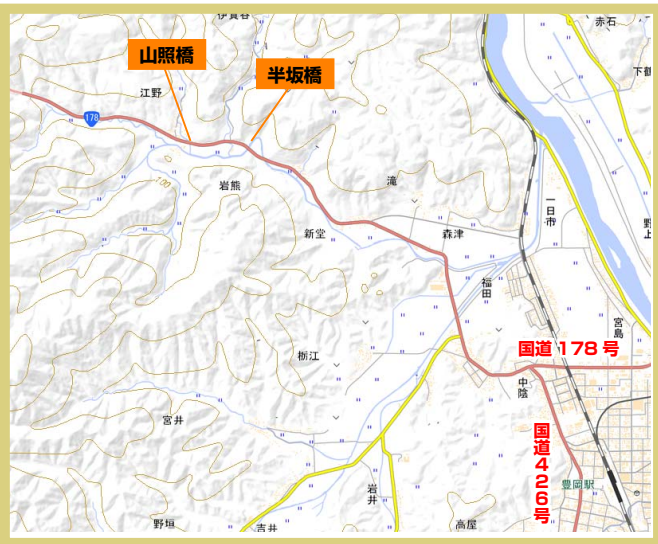 伊賀谷
赤石
山照橋
半坂橋
下鶴
江野
178
100
岩熊
滝
一日市
野上
新堂
森津
福田
宮島
国道178号
栃江
中陰
宮井
国道426号
豊岡駅
岩井
野垣
吉井
高屋